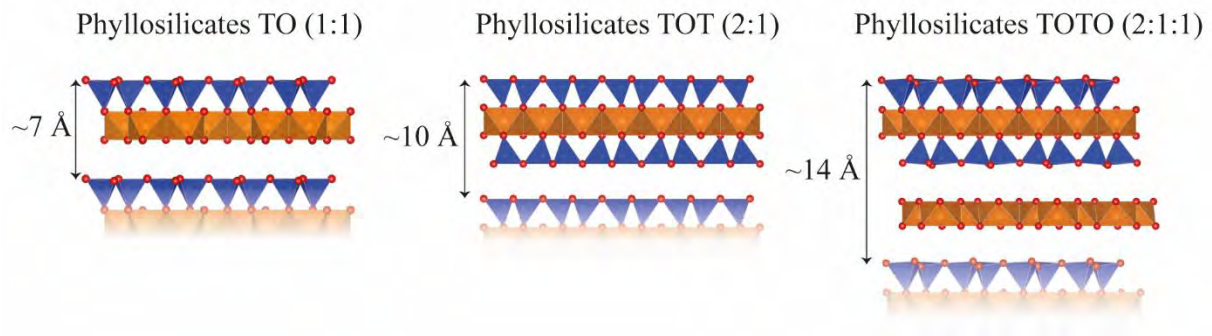 Phyllosilicates TO (1:1)
Phyllosilicates TOT (2:1)
Phyllosilicates TOTO (2:1:1)
~7 Å
~10 Å
~14 Å